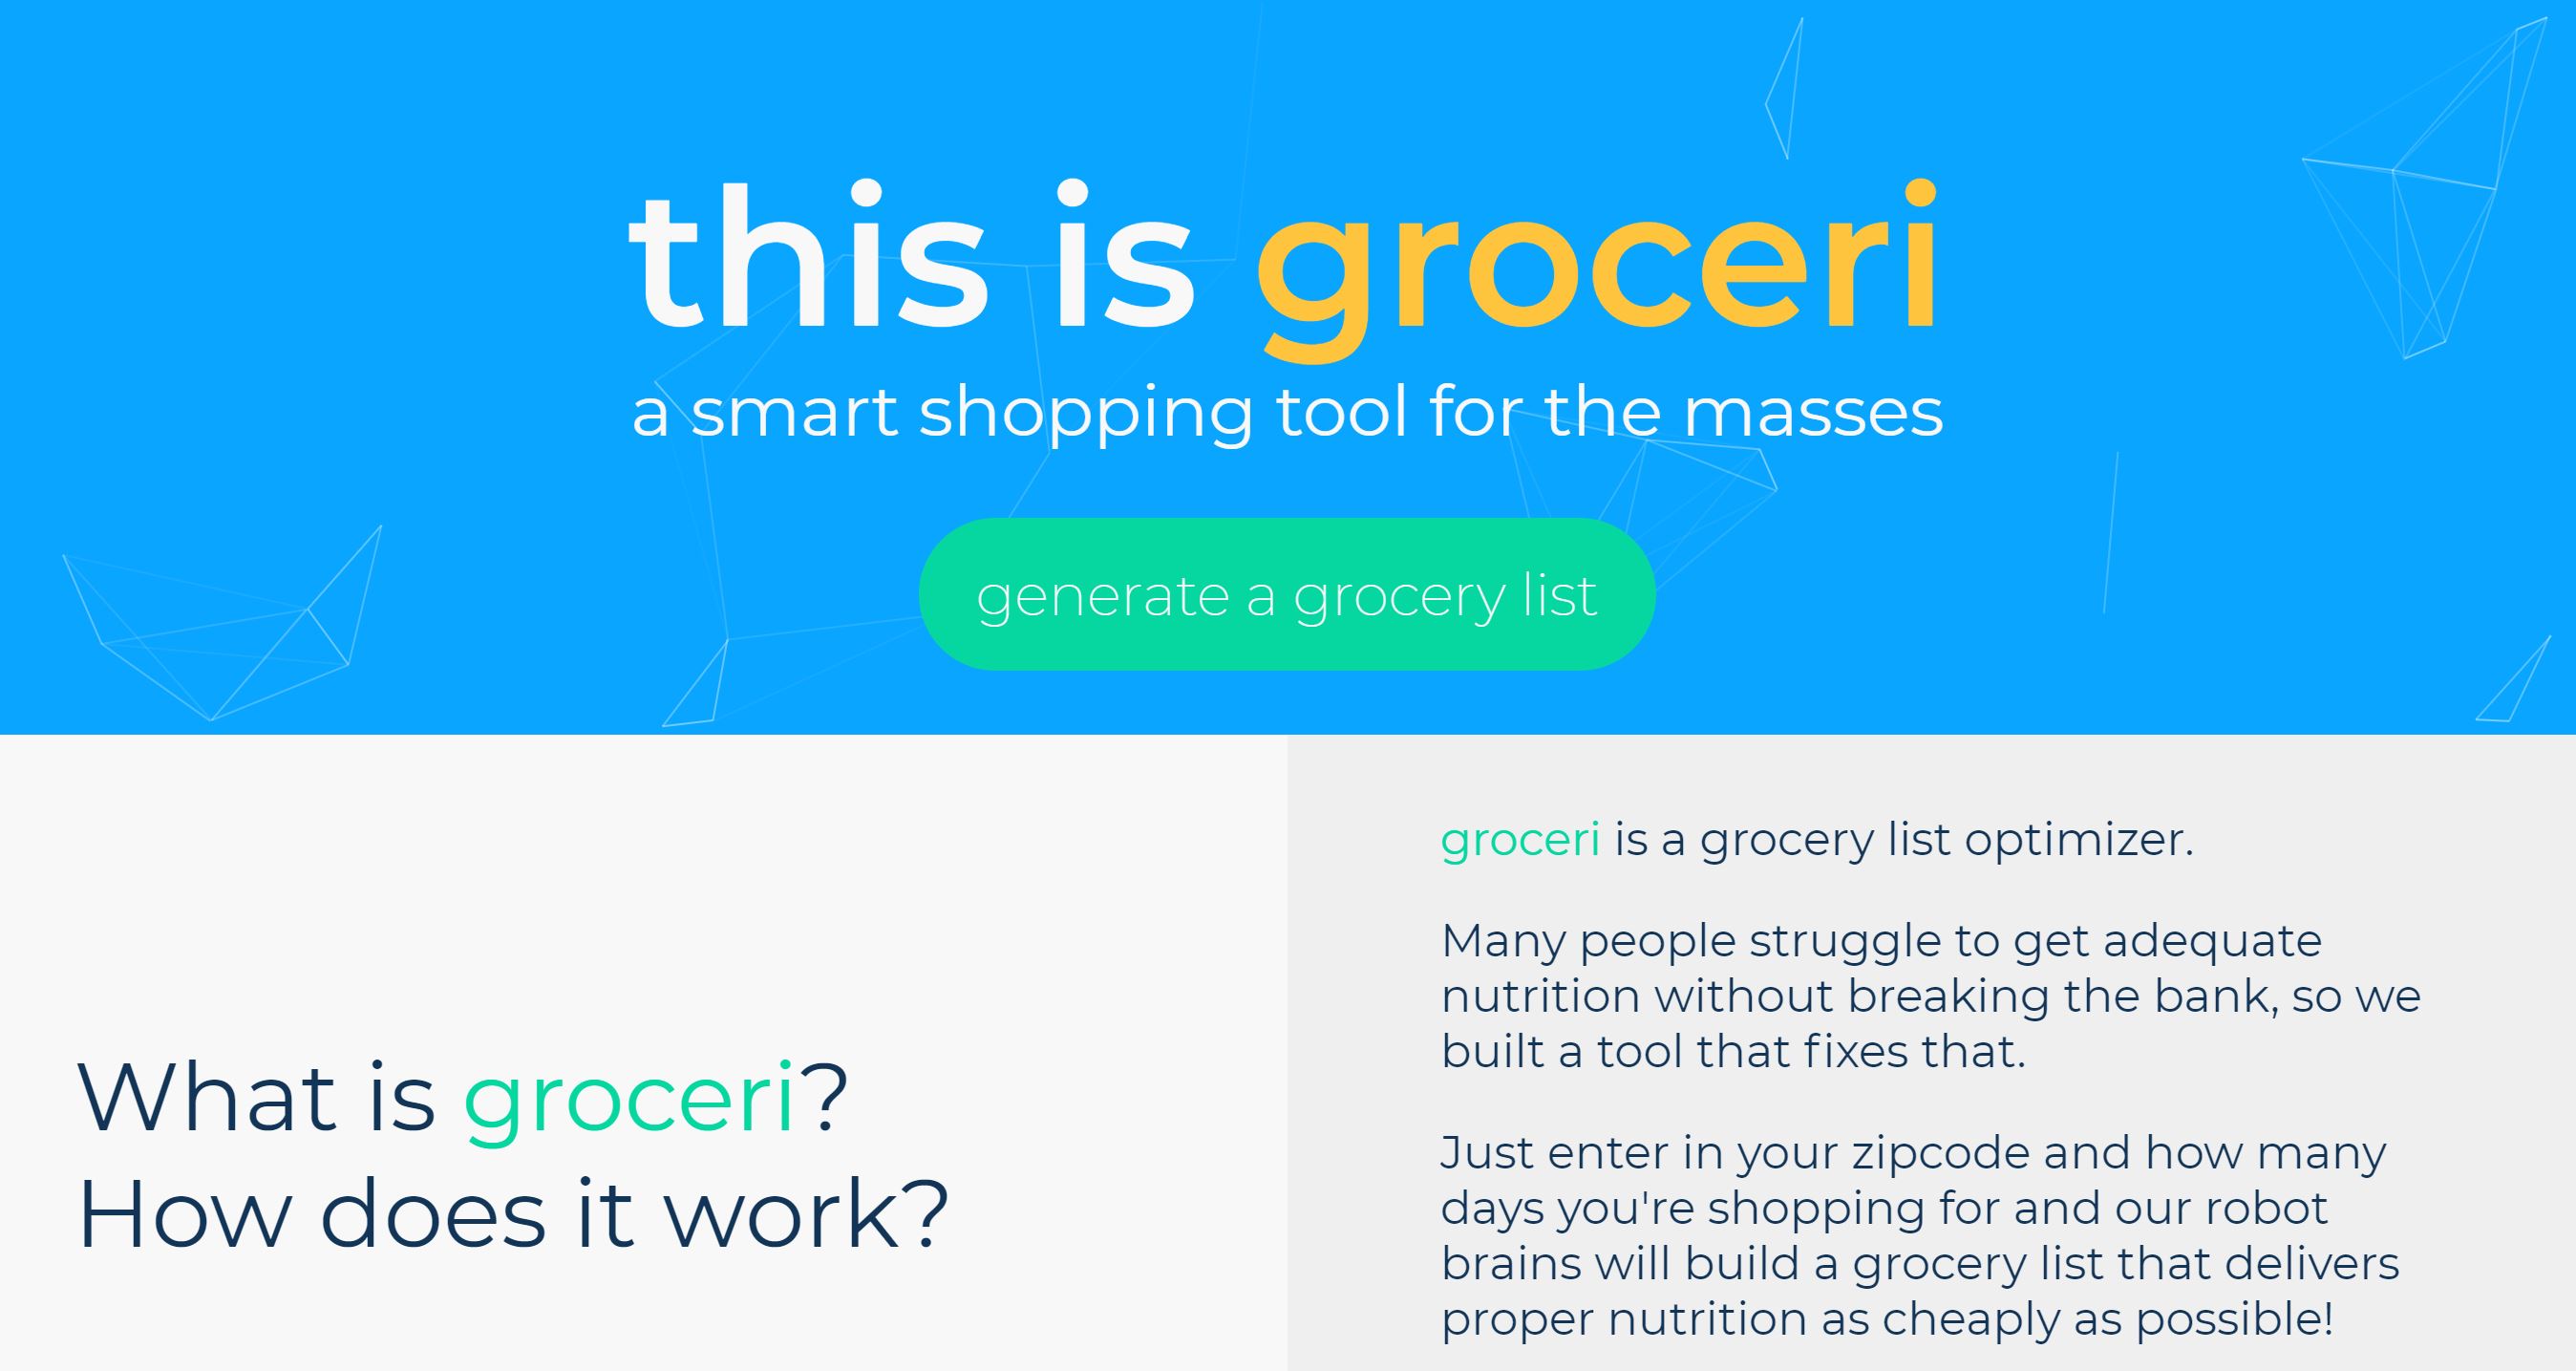 this is groceri
a smart shopping tool for the masses
generate a grocery list
What is groceri?
How does it work?
groceri is a grocery list optimizer.
Many people struggle to get adequate
nutrition without breaking the bank, so we
built a tool that fixes that.
Just enter in your zipcode and how many
days you're shopping for and our robot
brains will build a grocery list that delivers
proper nutrition as cheaply as possible!